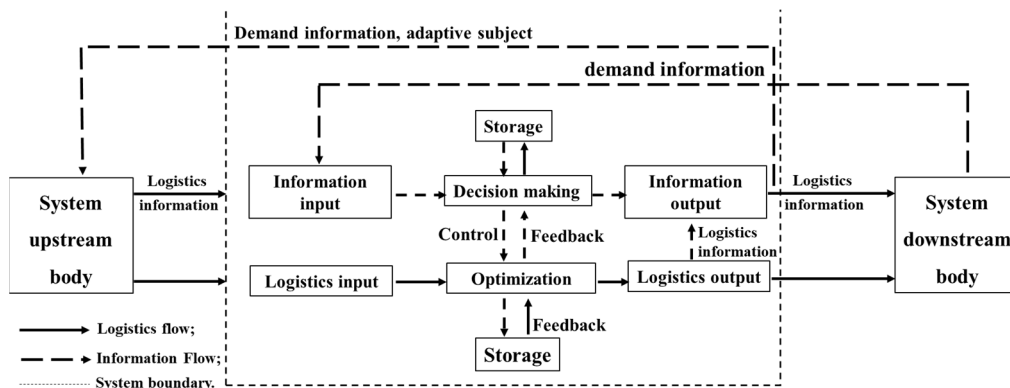 Demand information, adaptive subject
demand information
Storage
Logistics
information
Information
input
Decision making
Information
output
Logistics
information
System
upstream
body
System
downstream
body
Control
Feedback
Logistics
information
Logistics input
Optimization
Logistics output
Feedback
Storage
Logistics flow;
Information Flow;
System boundary.